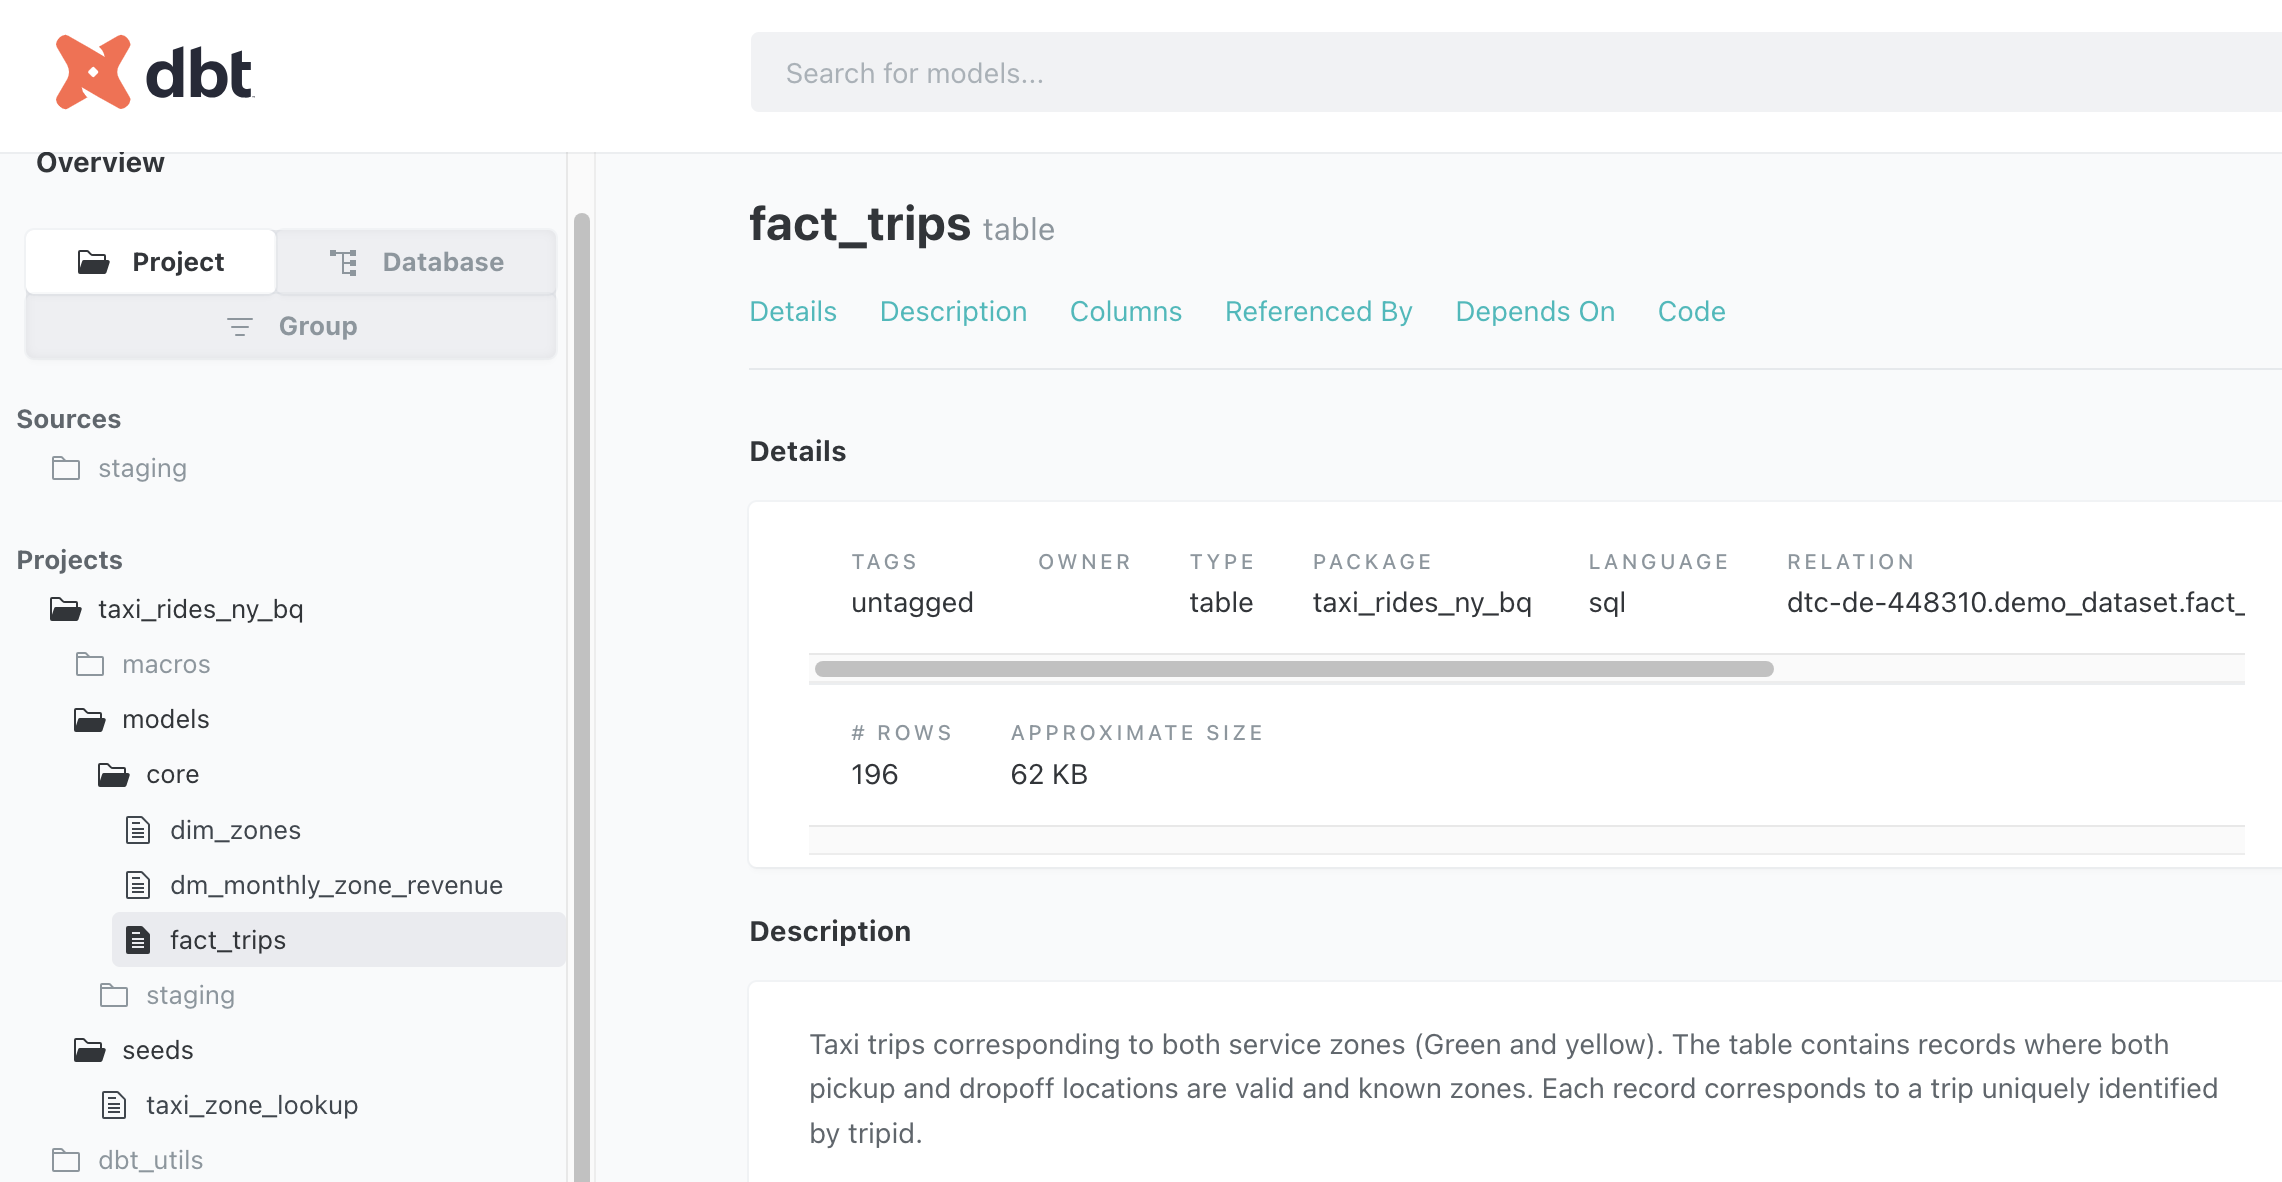 dbt
Search for models...
Overview
Project
Database
Group
Sources
staging
Projects
taxi_rides_ny_bq
macros
models
core
dim_zones
dm_monthly_zone_revenue
fact_trips
staging
seeds
taxi_zone_lookup
dbt_utils
fact_trips table
Details Description Columns Referenced By Depends On Code
Details
TAGS OWNER TYPE PACKAGE LANGUAGE RELATION
untagged table taxi_rides_ny_bq sql dtc-de-448310.demo_dataset.fact_
# ROWS APPROXIMATE SIZE
196 62 KB
Description
Taxi trips corresponding to both service zones (Green and yellow). The table contains records where both
pickup and dropoff locations are valid and known zones. Each record corresponds to a trip uniquely identified
by tripid.